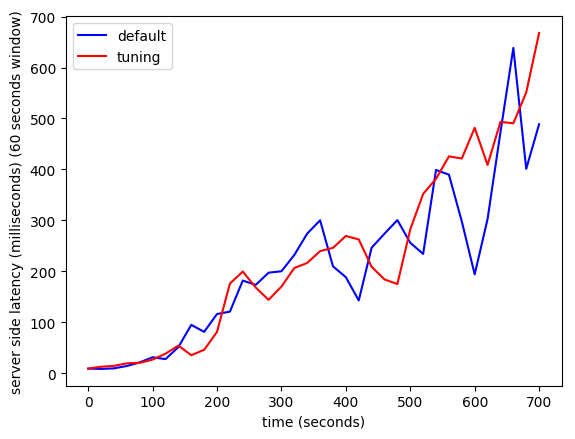 server side latency (milliseconds) (60 seconds window)
700
600
500
400
300
200
100
0
default
tuning
0 100 200 300 400 500 600 700
time (seconds)